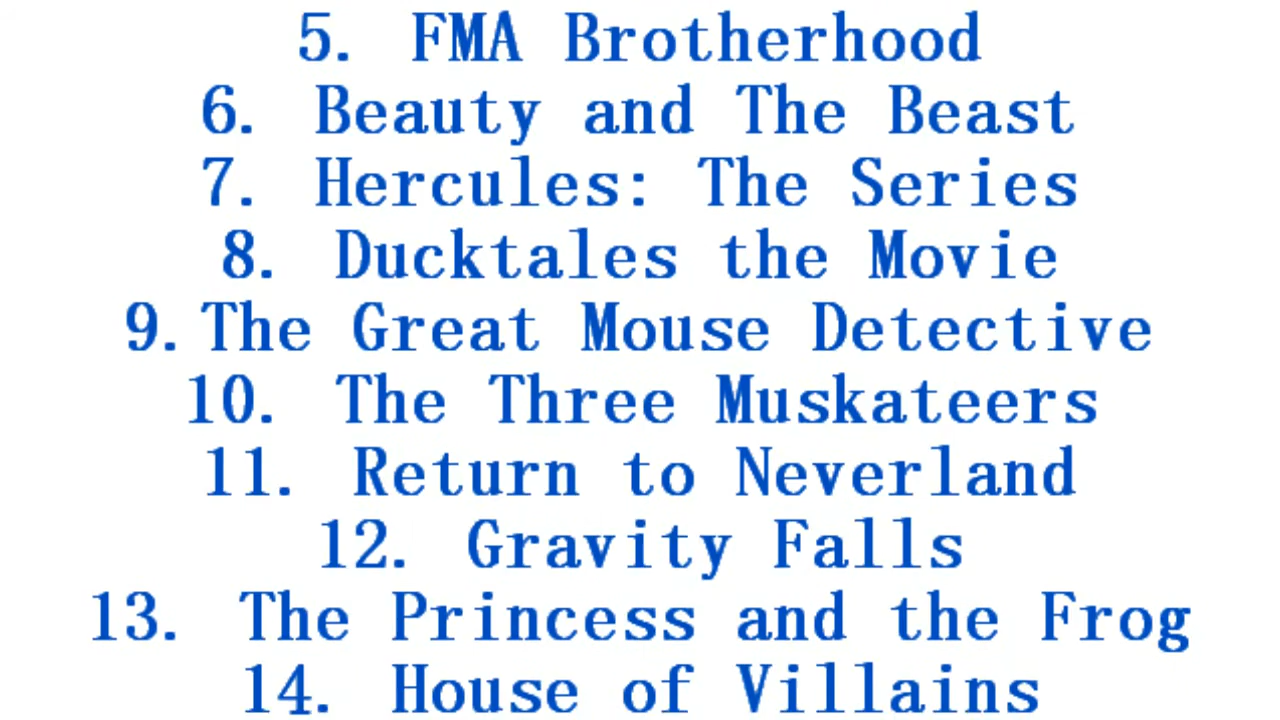 5. FMA Brotherhood
6. Beauty and The Beast
7. Hercules: The Series
8. Ducktales the Movie
9. The Great Mouse Detective
10. The Three Muskateers
11. Return to Neverland
12. Gravity Falls
13. The Princess and the Frog
14. House of Villains